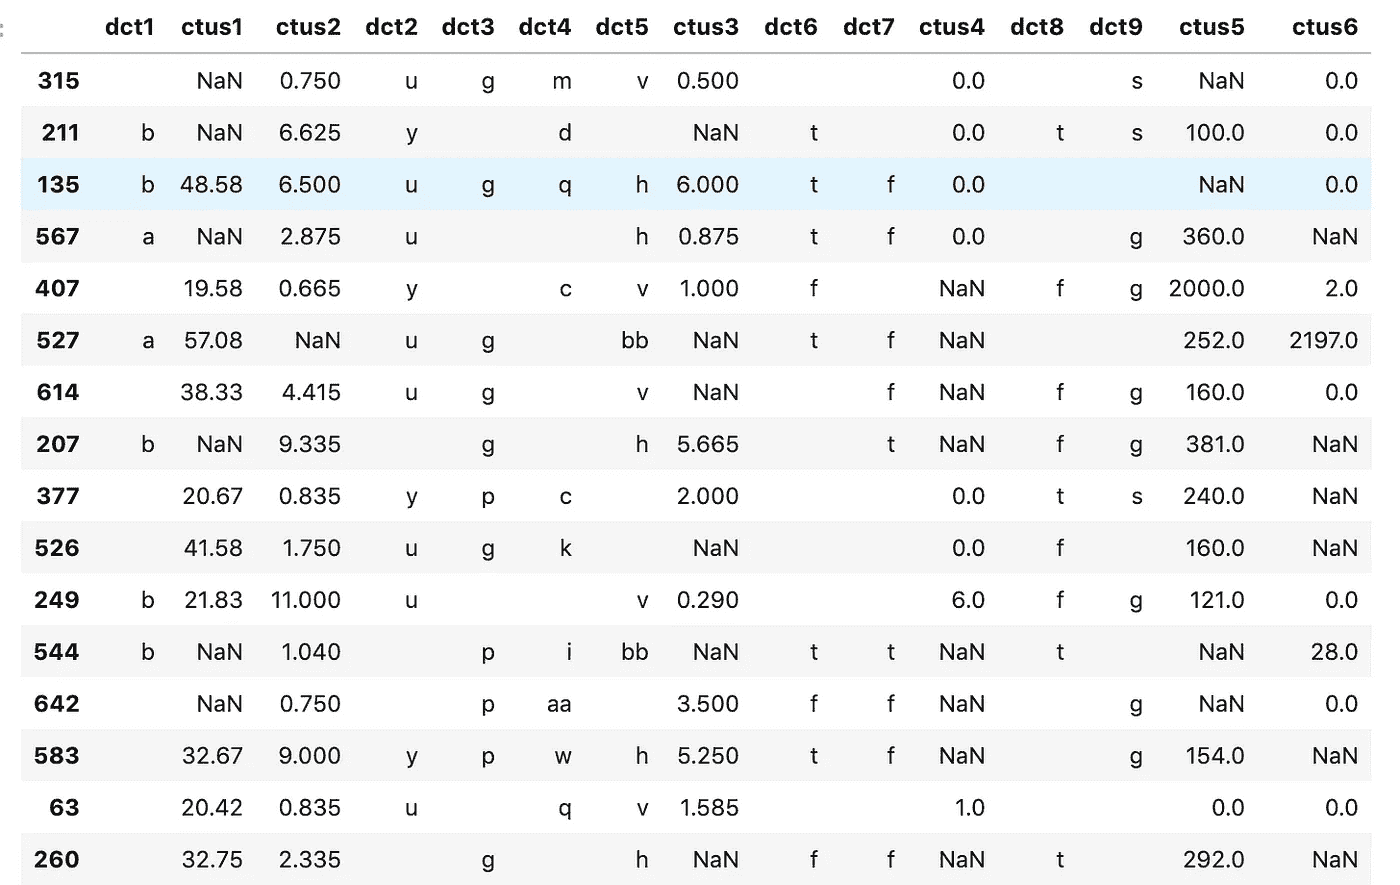 dct1 ctus1 ctus2 dct2 dct3 dct4 dct5 ctus3 dct6 dct7 ctus4 dct8 dct9 ctus5 ctus6
315 NaN 0.750 u g m v 0.500 0.0 s NaN 0.0
211 b NaN 6.625 y d NaN t 0.0 t s 100.0 0.0
135 b 48.58 6.500 u g q h 6.000 t f 0.0 NaN 0.0
567 a NaN 2.875 u h 0.875 t f 0.0 g 360.0 NaN
407 19.58 0.665 y c v 1.000 f NaN f g 2000.0 2.0
527 a 57.08 NaN u g bb NaN t f NaN 252.0 2197.0
614 38.33 4.415 u g v NaN f NaN f g 160.0 0.0
207 b NaN 9.335 g h 5.665 t NaN f g 381.0 NaN
377 20.67 0.835 y p c 2.000 0.0 t s 240.0 NaN
526 41.58 1.750 u g k NaN 0.0 f 160.0 NaN
249 b 21.83 11.000 u v 0.290 6.0 f g 121.0 0.0
544 b NaN 1.040 p i bb NaN t t NaN t NaN 28.0
642 NaN 0.750 p aa 3.500 f f NaN g NaN 0.0
583 32.67 9.000 y p w h 5.250 t f NaN g 154.0 NaN
63 20.42 0.835 u q v 1.585 1.0 0.0 0.0
260 32.75 2.335 g h NaN f f NaN t 292.0 NaN